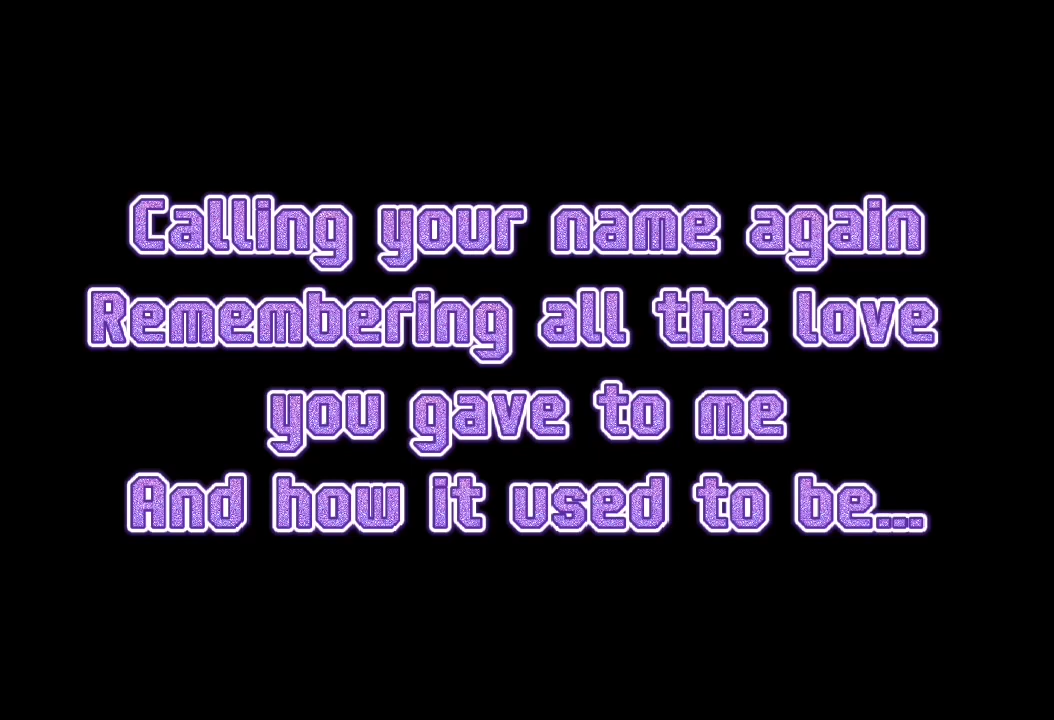 Calling your name again
Remembering all the love
you gave to me
And how it used to be...